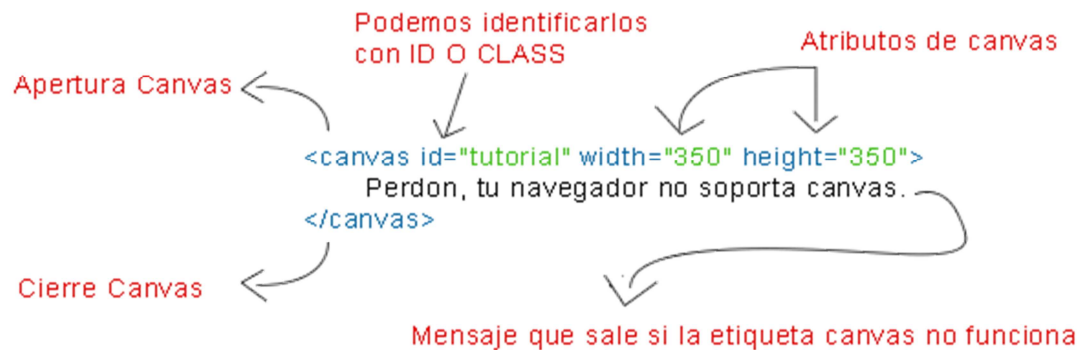 Podemos identificarlos
con ID O CLASS
Atributos de canvas
Apertura Canvas
<canvas id="tutorial" width="350" height="350">
Perdon, tu navegador no soporta canvas.
</canvas>
Cierre Canvas
Mensaje que sale si la etiqueta canvas no funciona